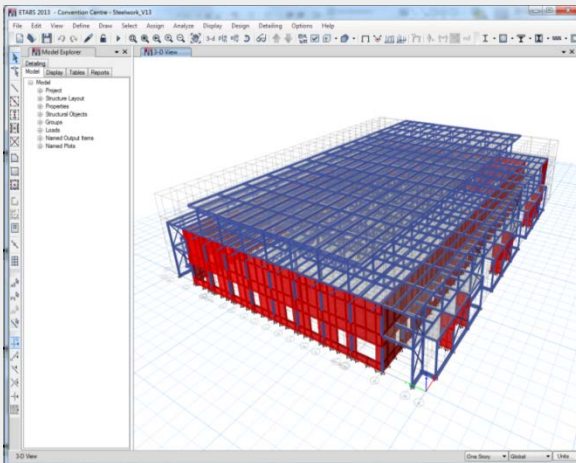 ETABS 2013 - Convention Centre - Steelwork_V13
File Edit View Define Draw Select Assign Analyze Display Design Detailing Options Help
Model Explorer
3-D View
Detailing
Model Display Tables Reports
Model
Project
Structure Layout
Properties
Structural Objects
Groups
Loads
Named Output Items
Named Plots
3-D View
One Story
Global
Units